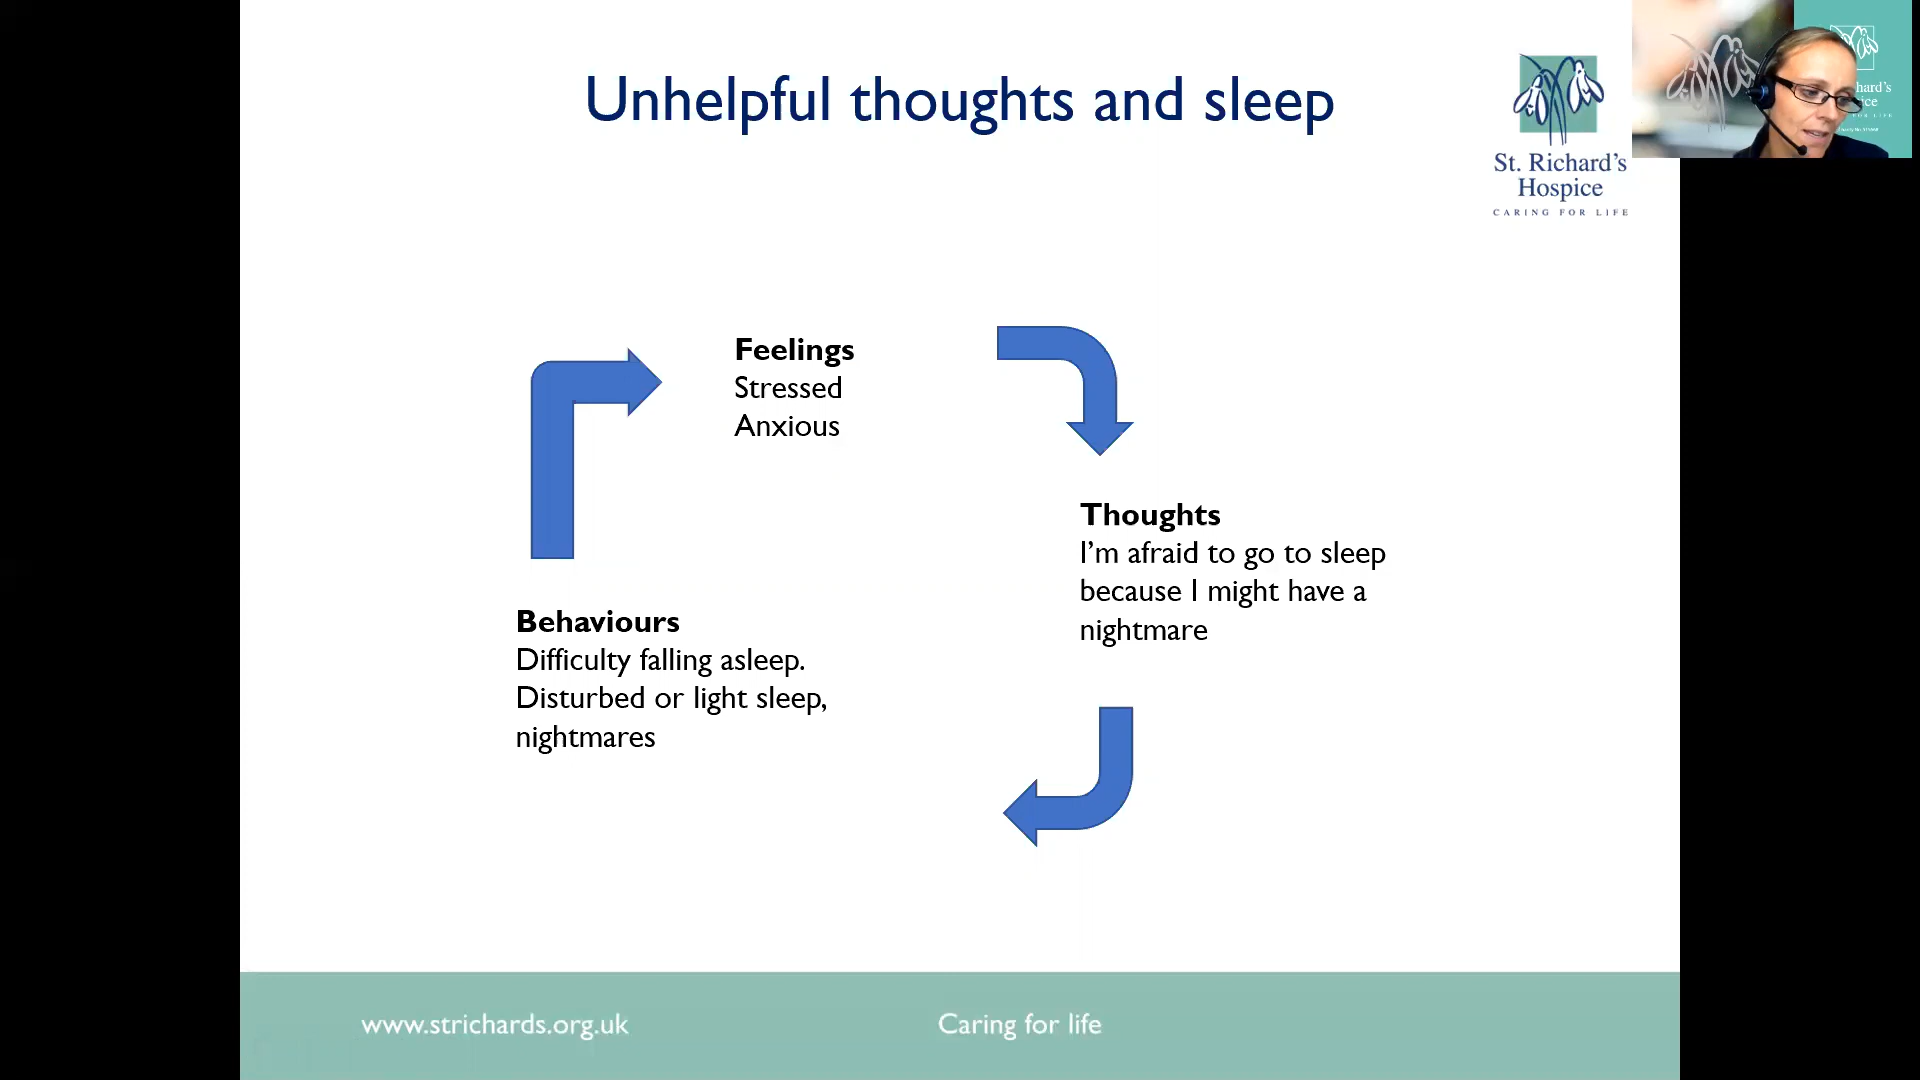 Unhelpful thoughts and sleep
St. Richard's
Hospice
CARING FOR LIFE
Feelings
Stressed
Anxious
Thoughts
I'm afraid to go to sleep
because I might have a
nightmare
Behaviours
Difficulty falling asleep.
Disturbed or light sleep,
nightmares
www.strichards.org.uk
Caring for life